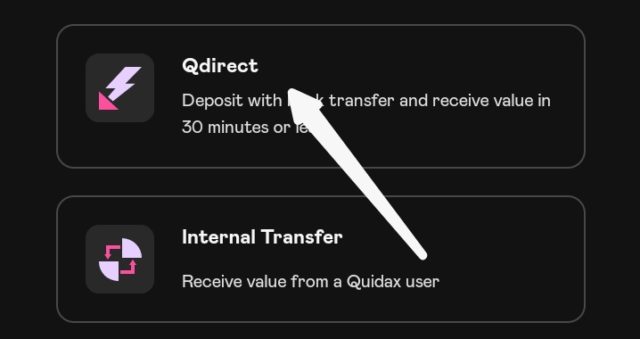 Qdirect
Deposit with transfer and receive value in
30 minutes or
Internal Transfer
Receive value from a Quidax user